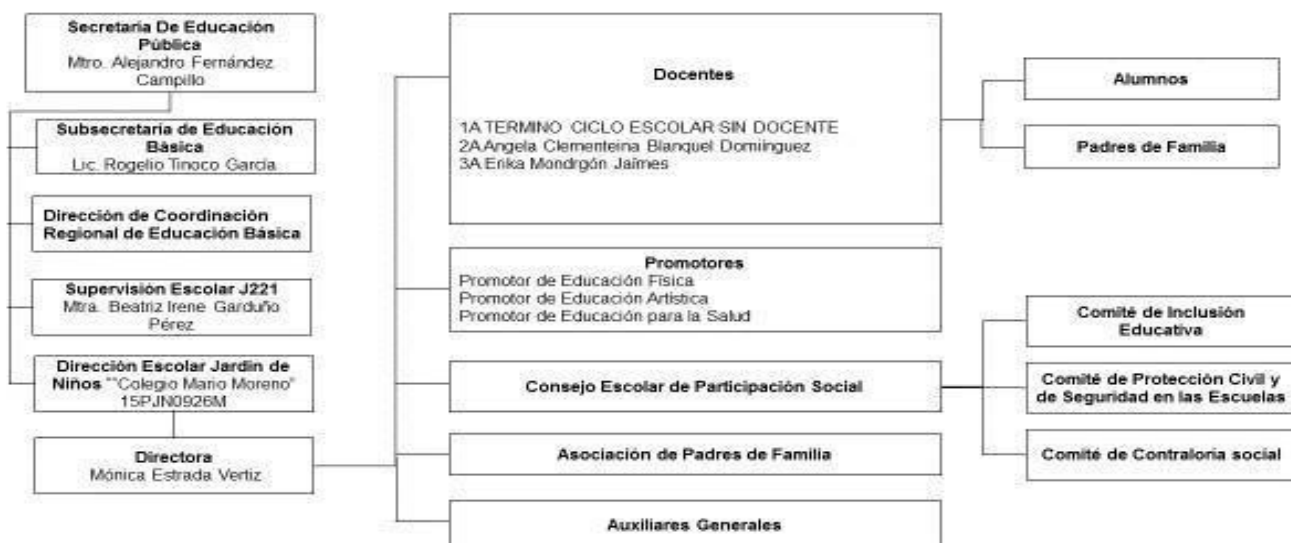 Secretaría De Educación
Pública
Mtro. Alejandro Fernández
Campillo
Subsecretaría de Educación
Básica
Lic. Rogelio Tinoco García
Dirección de Coordinación
Regional de Educación Básica
Supervisión Escolar J221
Mtra. Beatriz Irene Garduño
Pérez
Dirección Escolar Jardín de
Niños ""Colegio Mario Moreno"
15PJN0926M
Directora
Mónica Estrada Vertiz
Docentes
1A TERMINO CICLO ESCOLAR SIN DOCENTE
2A Angela Clementeina Blanquel Domiinguez
3A Erika Mondrgón Jaimes
Promotores
Promotor de Educación Física
Promotor de Educación Artística
Promotor de Educación para la Salud
Consejo Escolar de Participación Social
Asociación de Padres de Familia
Auxiliares Generales
Alumnos
Padres de Familia
Comité de Inclusión
Educativa
Comité de Protección Civil y
de Seguridad en las Escuelas
Comité de Contraloria social